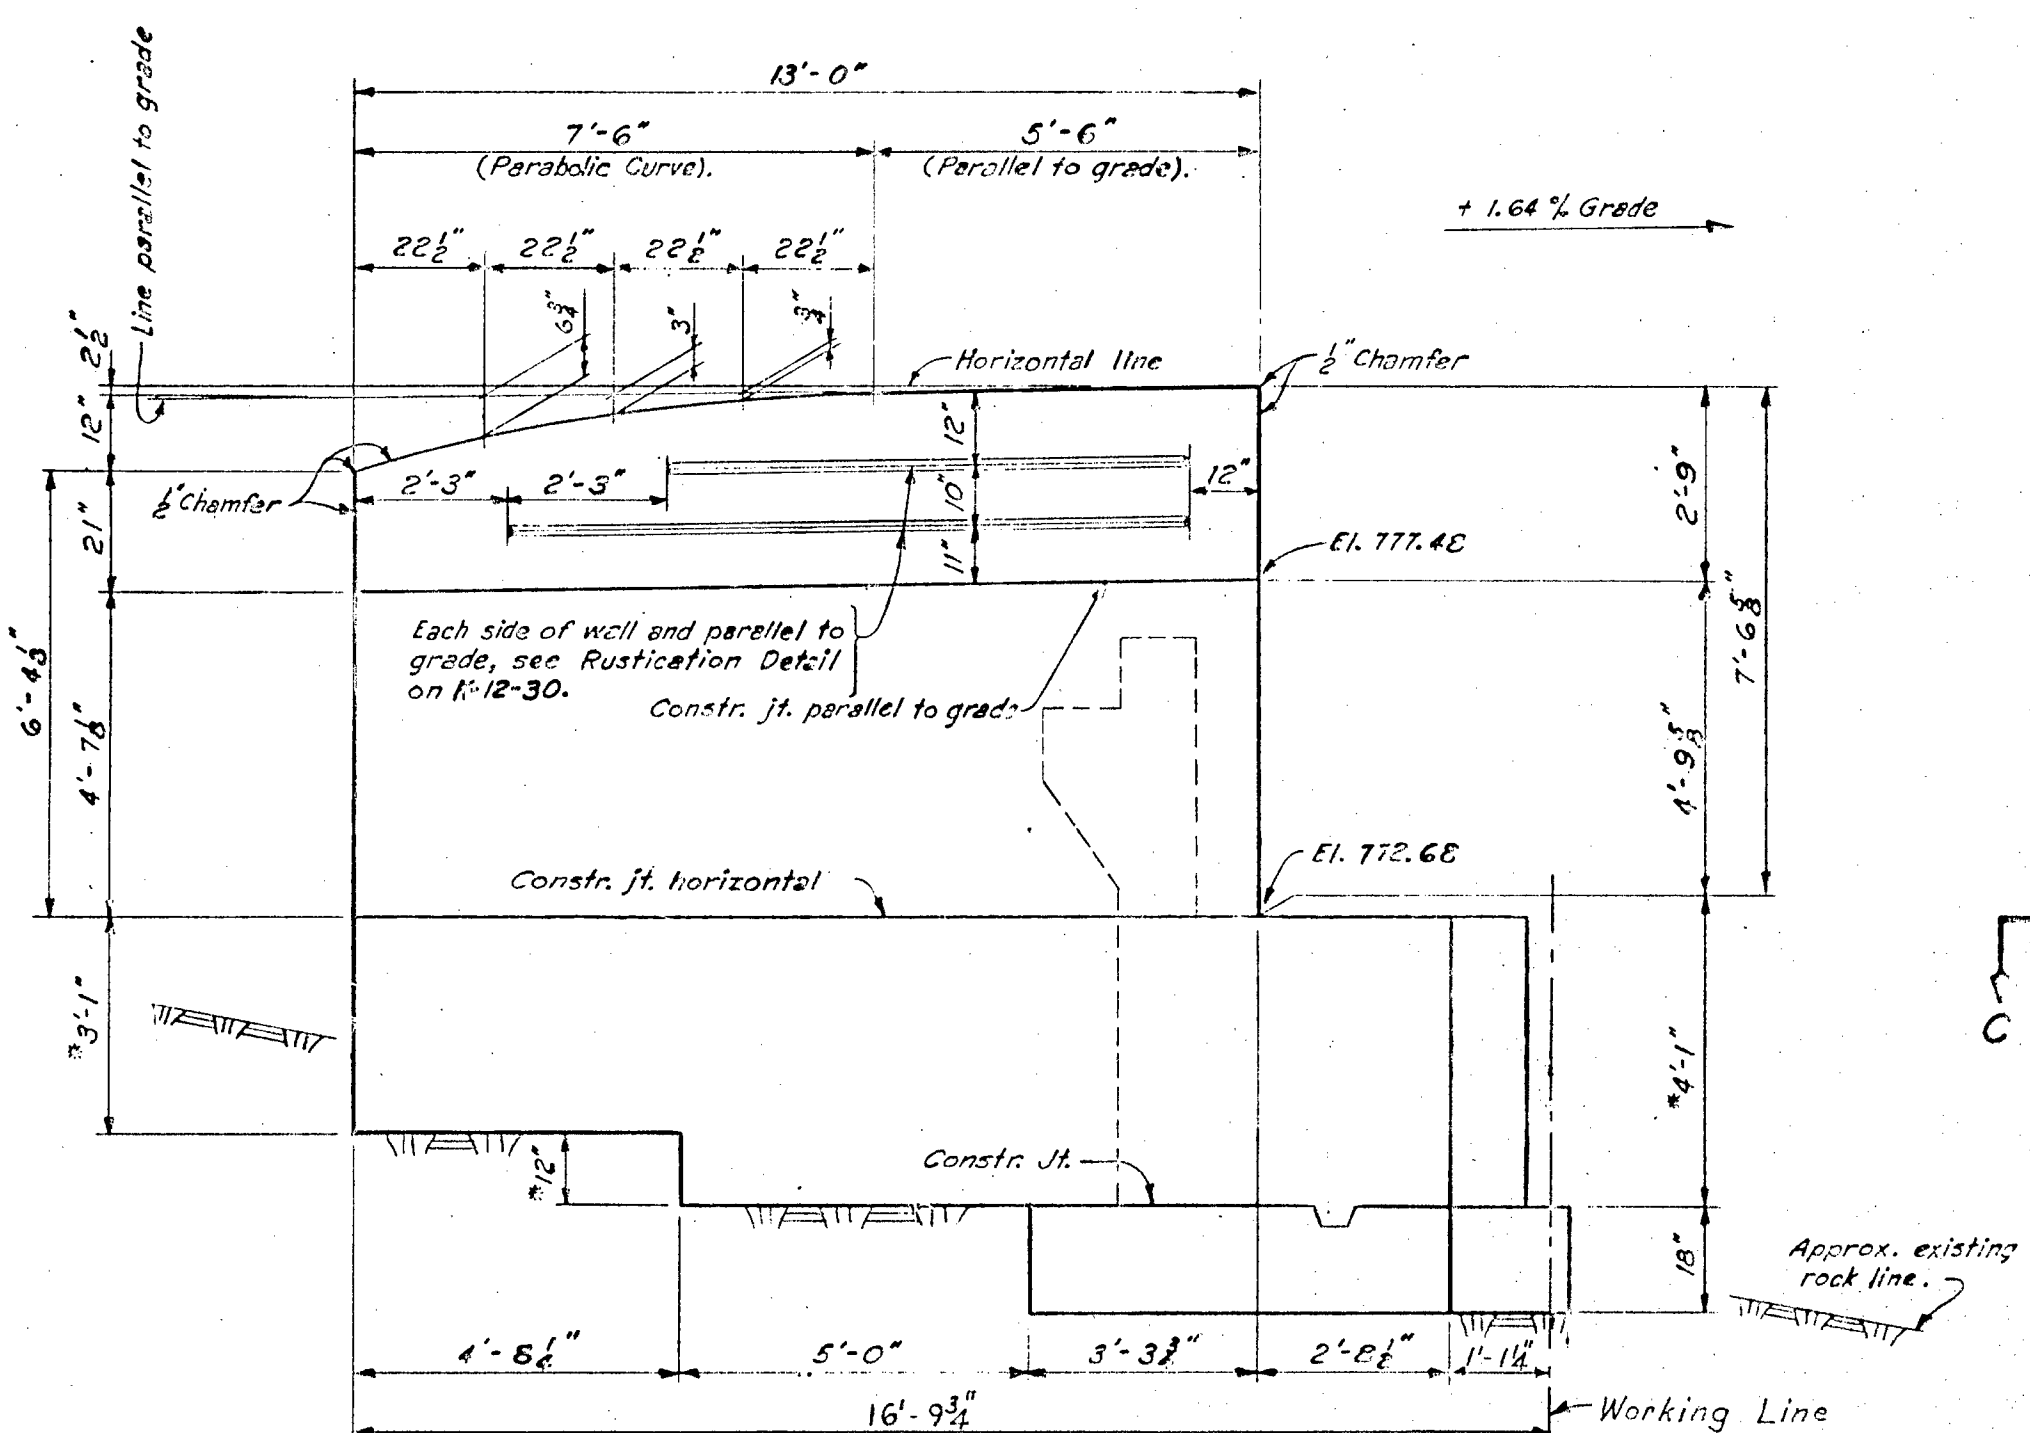 Line parallel to grade
13'-0"
7'-6"
(Parabolic Curve).
5'-6"
(Parallel to grade).
+ 1.64 % Grade
22½"
22½"
22½"
22½"
6¾"
3"
¾"
2½"
Horizontal line
½" Chamfer
12"
12"
2'-3"
2'-3"
12"
½" Chamfer
21"
10"
2'-9"
11"
El. 777.48
Each side of wall and parallel to
grade, see Rustication Detail
on K-12-30.
Constr. jt. parallel to grade
6'-4⅛"
4'-7⅛"
7'-6⅝"
4'-9⅝"
El. 772.68
Constr. jt. horizontal
*3'-1"
C
*4'-1"
*12"
Constr. Jt.
18"
Approx. existing
rock line.
4'-8¼"
5'-0"
3'-3¾"
2'-8½"
1'-1¼"
16'-9¾"
Working Line